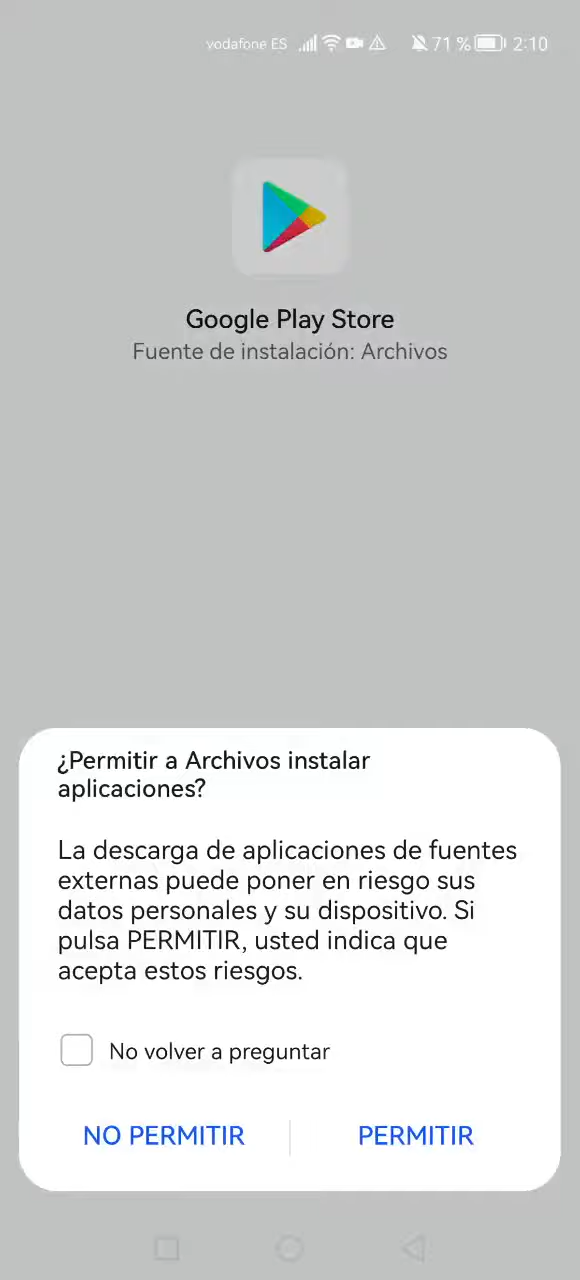 vodafone ES 71 % 2:10
Google Play Store
Fuente de instalación: Archivos
¿Permitir a Archivos instalar
aplicaciones?
La descarga de aplicaciones de fuentes
externas puede poner en riesgo sus
datos personales y su dispositivo. Si
pulsa PERMITIR, usted indica que
acepta estos riesgos.
No volver a preguntar
NO PERMITIR PERMITIR